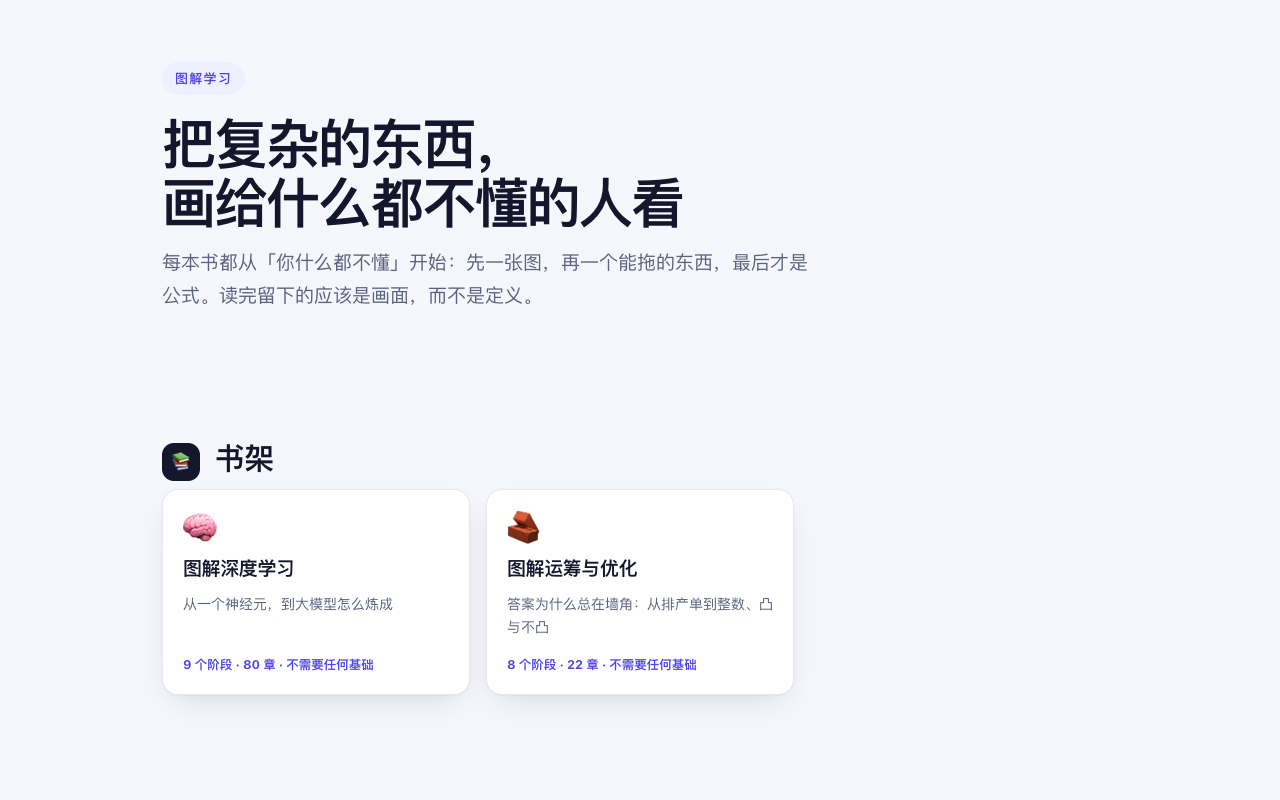 图解学习
把复杂的东西，
画给什么都不懂的人看
每本书都从「你什么都不懂」开始：先一张图，再一个能拖的东西，最后才是
公式。读完留下的应该是画面，而不是定义。
书架
图解深度学习
从一个神经元，到大模型怎么炼成
9 个阶段 · 80 章 · 不需要任何基础
图解运筹与优化
答案为什么总在墙角：从排产单到整数、凸
与不凸
8 个阶段 · 22 章 · 不需要任何基础